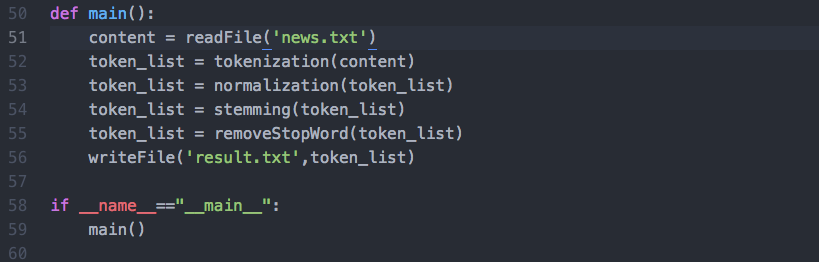 50 def main():
51     content = readFile('news.txt')
52     token_list = tokenization(content)
53     token_list = normalization(token_list)
54     token_list = stemming(token_list)
55     token_list = removeStopWord(token_list)
56     writeFile('result.txt',token_list)
57
58 if __name__=="__main__":
59     main()
60